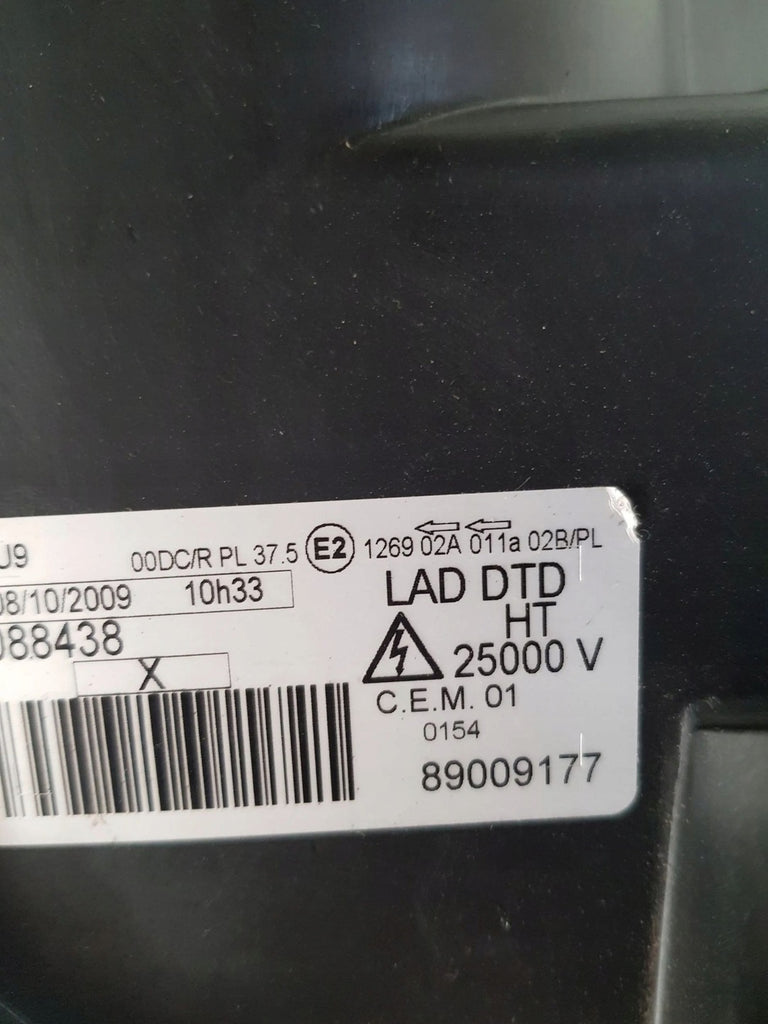 J9 00DC/R PL 37.5 E2 1269 02A 011a 02B/PL
08/10/2009 10h33 LAD DTD
088438 HT
X 25000 V
C.E.M. 01
0154
89009177